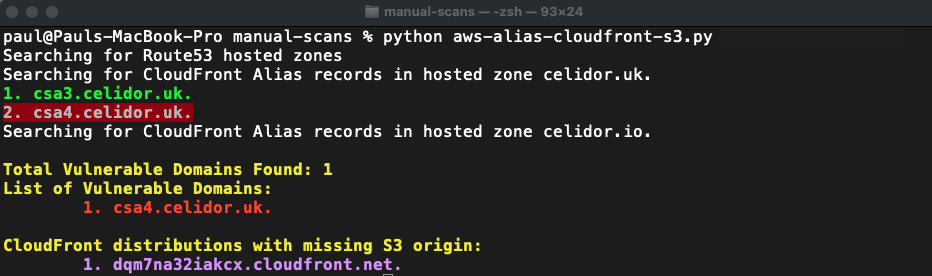 manual-scans — -zsh — 93×24
paul@Pauls-MacBook-Pro manual-scans % python aws-alias-cloudfront-s3.py
Searching for Route53 hosted zones
Searching for CloudFront Alias records in hosted zone celidor.uk.
1. csa3.celidor.uk.
2. csa4.celidor.uk.
Searching for CloudFront Alias records in hosted zone celidor.io.
Total Vulnerable Domains Found: 1
List of Vulnerable Domains:
1. csa4.celidor.uk.
CloudFront distributions with missing S3 origin:
1. dqm7na32iakcx.cloudfront.net.